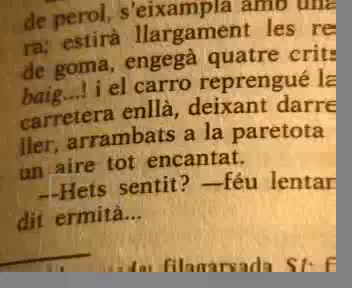 de perol, s'eixampla amb una
ra; estirà llargament les re
de goma, engegà quatre crits
baig...! i el carro reprengué la
carretera enllà, deixant darre
ller, arrambats a la paretota
un aire tot encantat.
—Hets sentit? —féu lentar
dit ermità...
filagarsada St: F